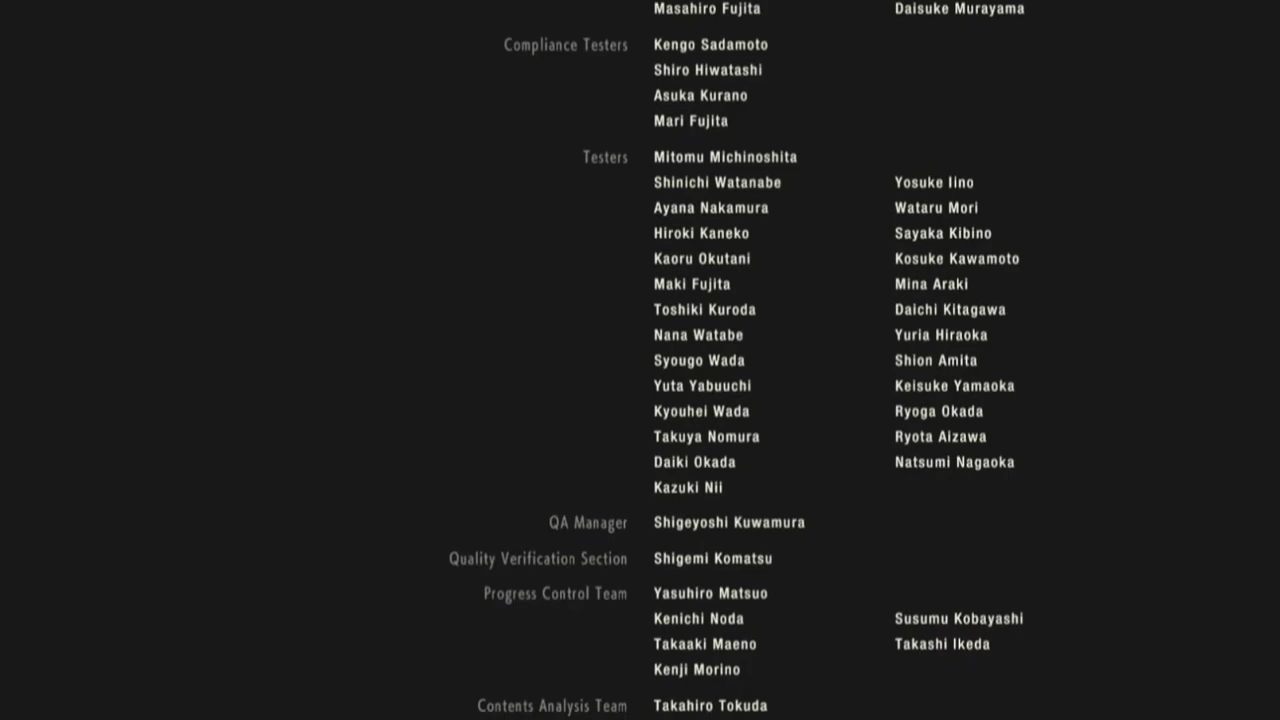 Masahiro Fujita Daisuke Murayama
Compliance Testers Kengo Sadamoto
Shiro Hiwatashi
Asuka Kurano
Mari Fujita
Testers Mitomu Michinoshita
Shinichi Watanabe Yosuke Iino
Ayana Nakamura Wataru Mori
Hiroki Kaneko Sayaka Kibino
Kaoru Okutani Kosuke Kawamoto
Maki Fujita Mina Araki
Toshiki Kuroda Daichi Kitagawa
Nana Watabe Yuria Hiraoka
Syougo Wada Shion Amita
Yuta Yabuuchi Keisuke Yamaoka
Kyouhei Wada Ryoga Okada
Takuya Nomura Ryota Aizawa
Daiki Okada Natsumi Nagaoka
Kazuki Nii
QA Manager Shigeyoshi Kuwamura
Quality Verification Section Shigemi Komatsu
Progress Control Team Yasuhiro Matsuo
Kenichi Noda Susumu Kobayashi
Takaaki Maeno Takashi Ikeda
Kenji Morino
Contents Analysis Team Takahiro Tokuda